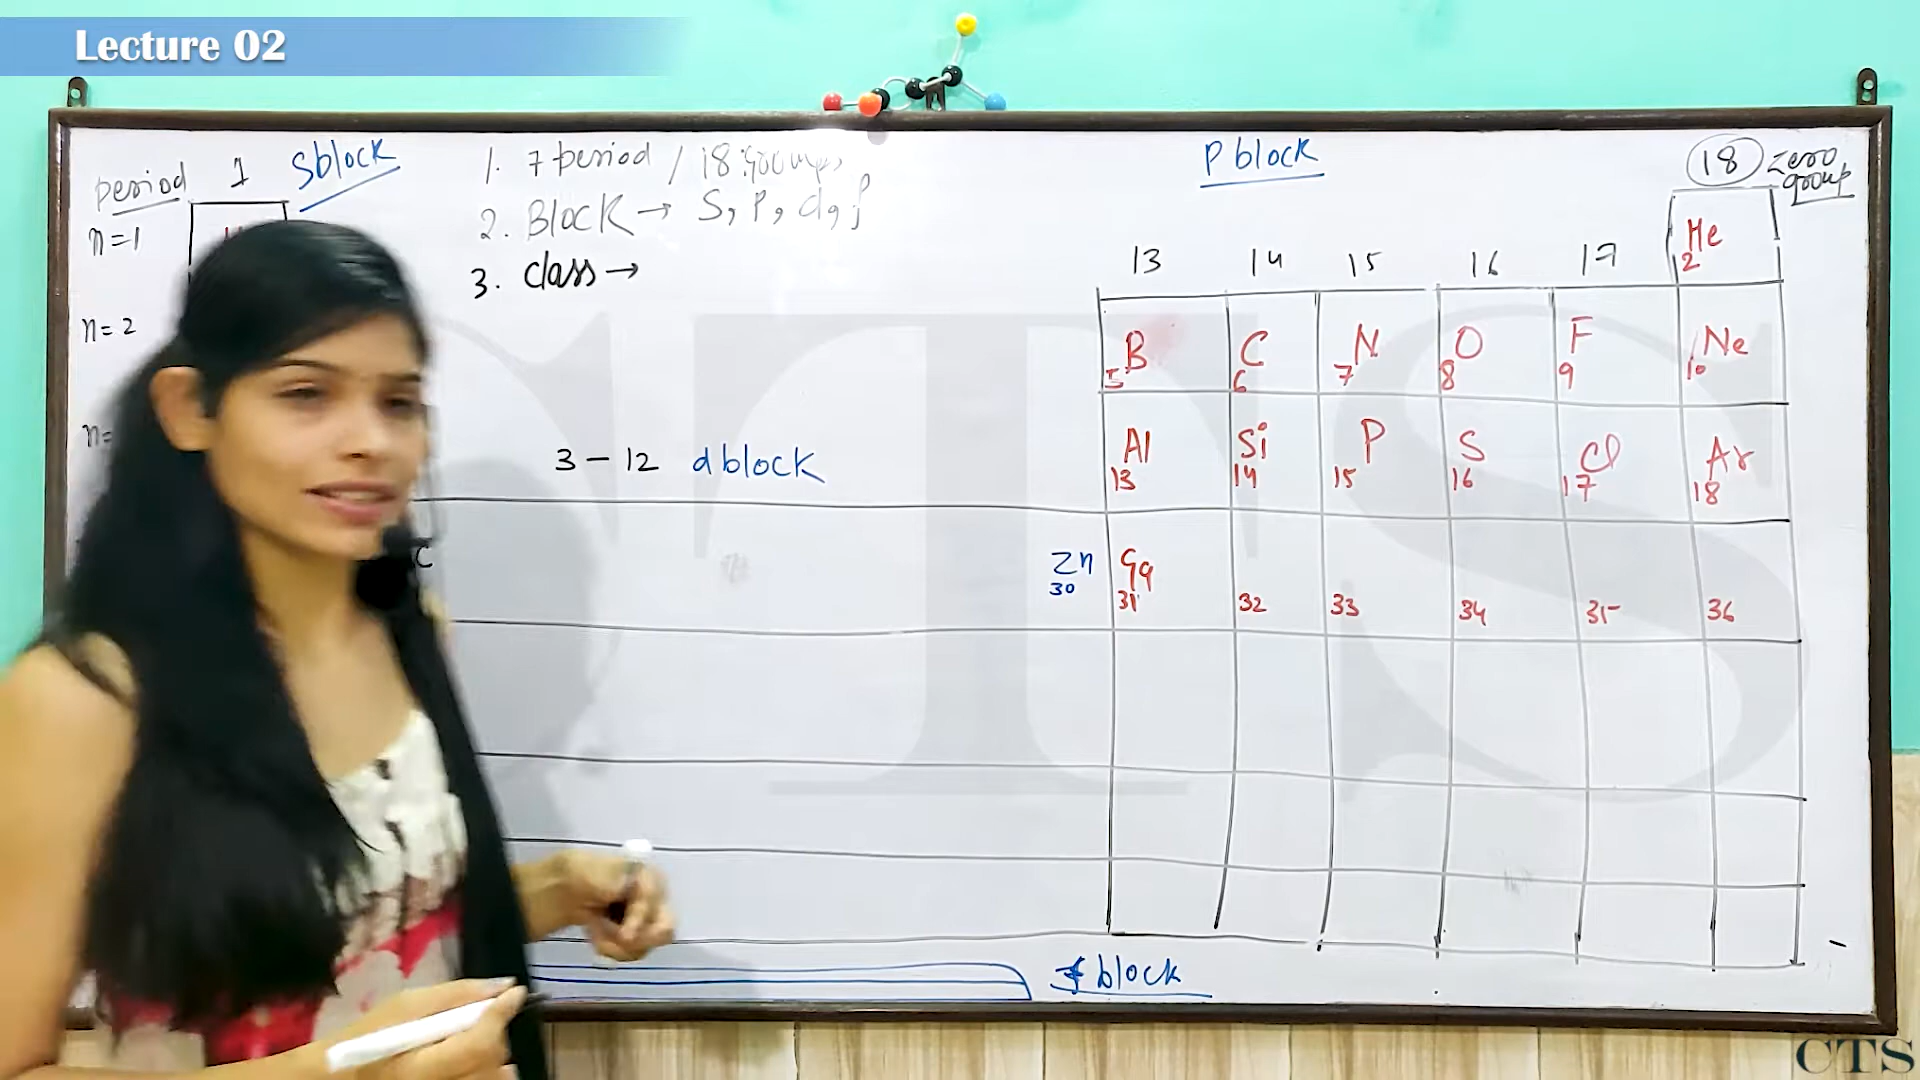 Lecture 02
period 1 S block
1. 7 period / 18 groups
2. Block → S, P, d, f
3. class →
P block
18 zero group
n=1
n=2
n=
He
2
13 14 15 16 17
B C N O F Ne
5 6 7 8 9 10
3 - 12 d block
Al Si P S Cl Ar
13 14 15 16 17 18
Zn Ga
30 31 32 33 34 35 36
f block
CTS
CTS